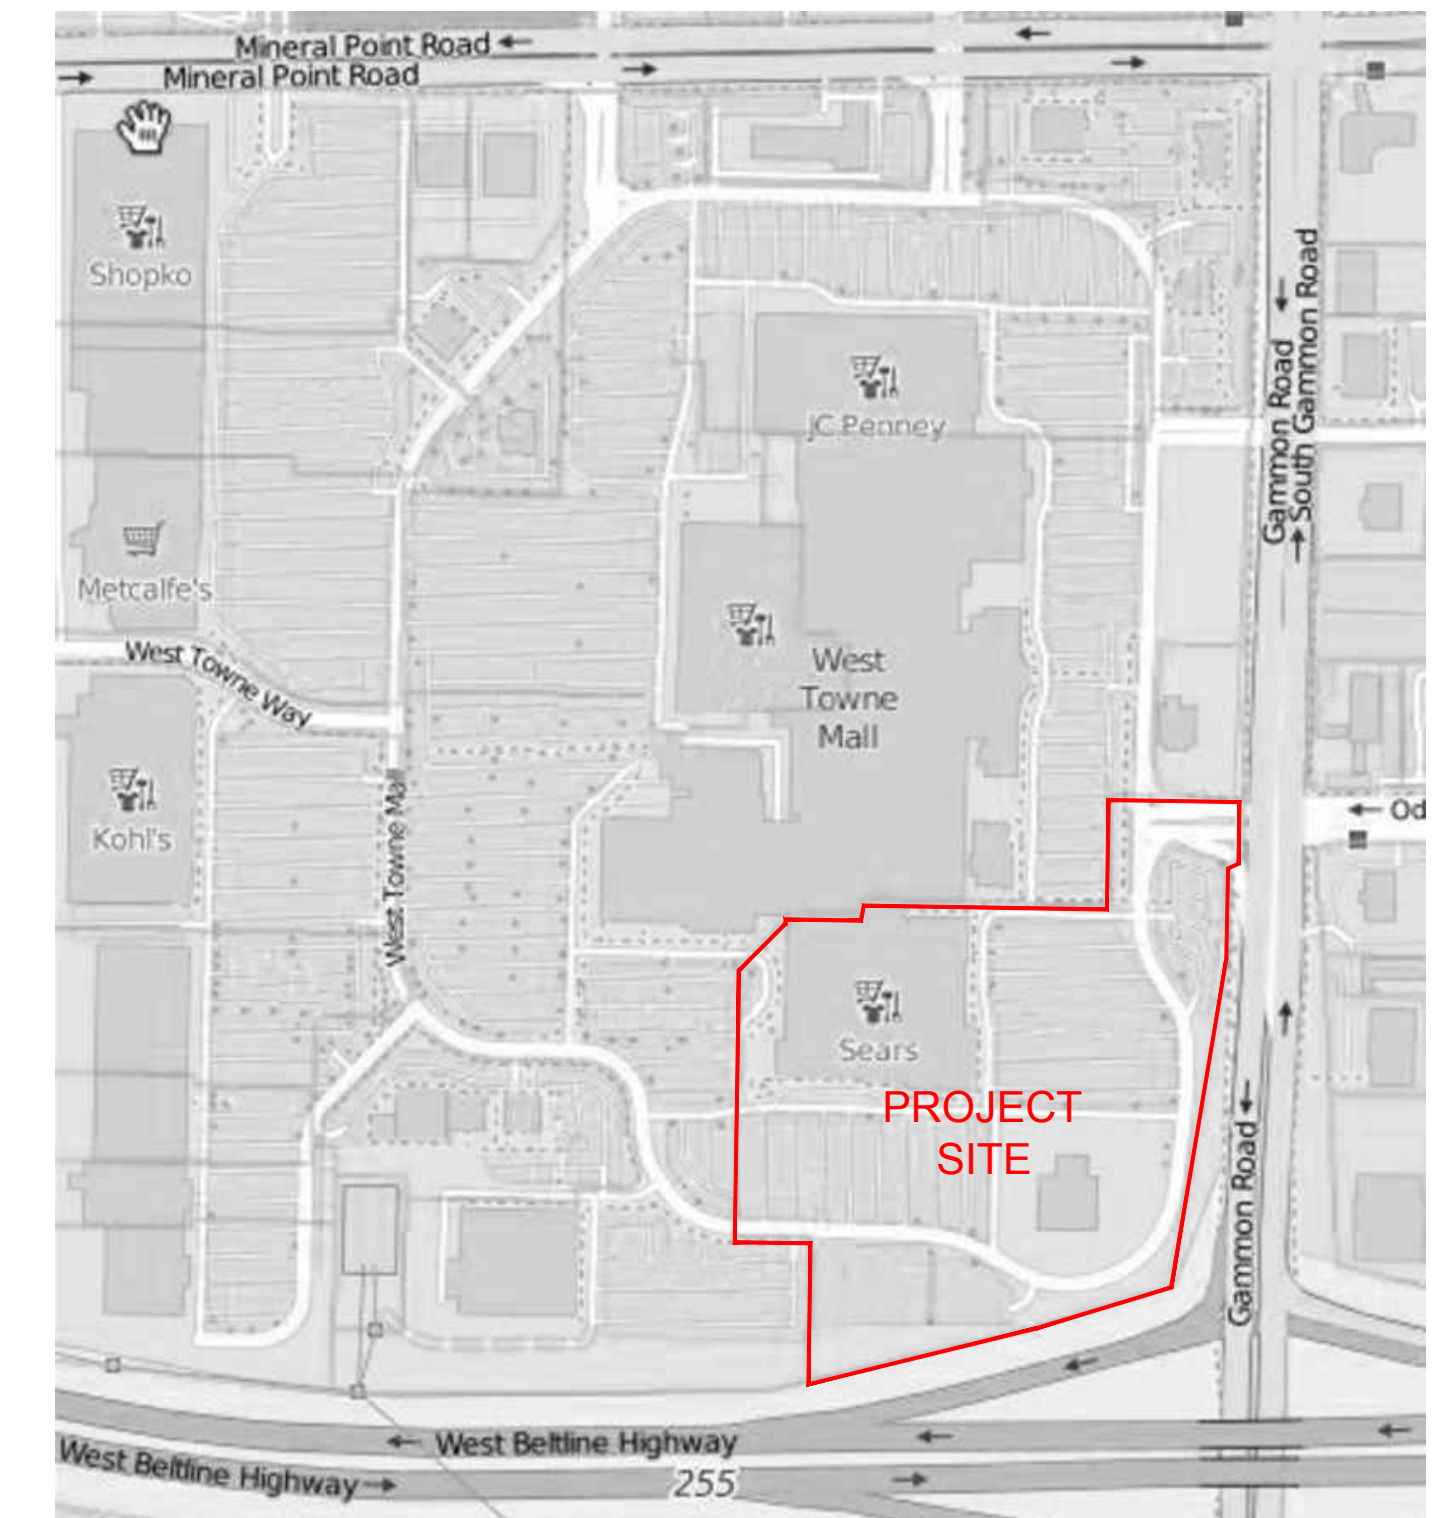 Mineral Point Road
Mineral Point Road
Shopko
Gammon Road
South Gammon Road
JC Penney
Metcalfe's
West Towne Way
West
Towne
Mall
West Towne Mall
Kohl's
Od
Sears
PROJECT
SITE
Gammon Road
West Beltline Highway
West Beltline Highway
255